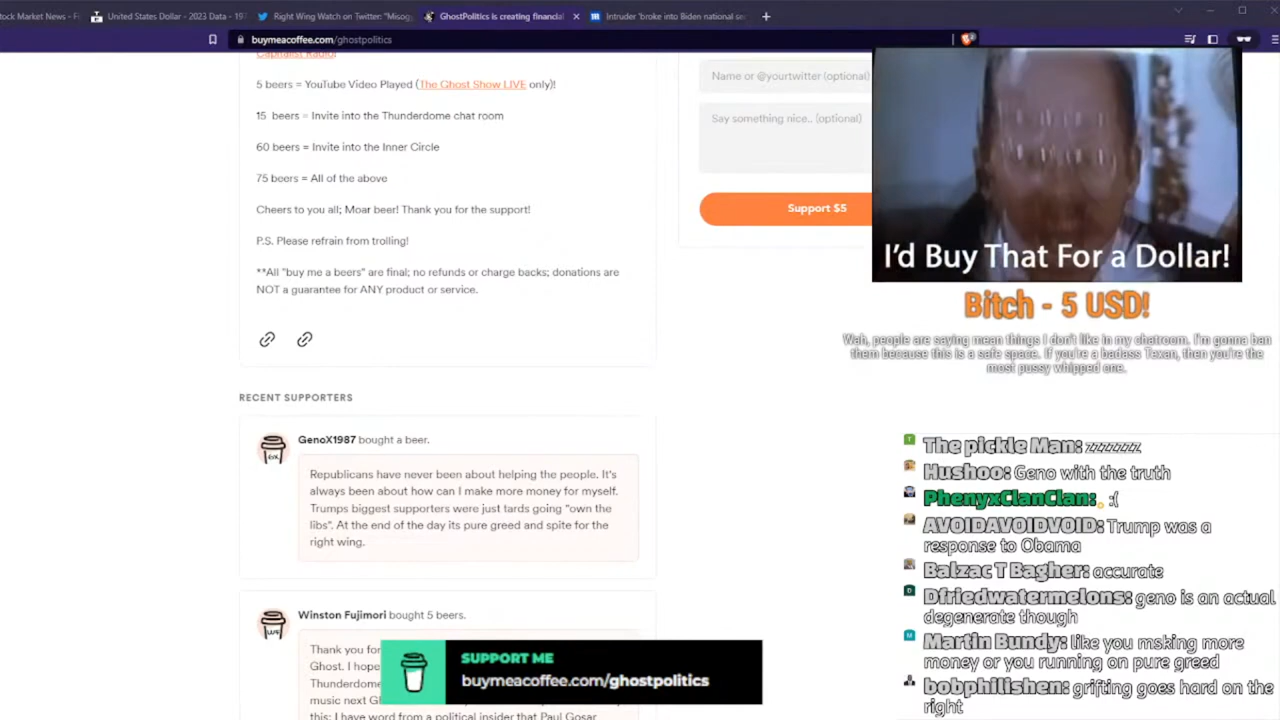 tock Market News - Fi
United States Dollar - 2023 Data - 197
Right Wing Watch on Twitter: "Misog
GhostPolitics is creating financial
Intruder 'broke into Biden national se
buymeacoffee.com/ghostpolitics
Capitalist Radio!
5 beers = YouTube Video Played (The Ghost Show LIVE only)!
15 beers = Invite into the Thunderdome chat room
60 beers = Invite into the Inner Circle
75 beers = All of the above
Cheers to you all; Moar beer! Thank you for the support!
P.S. Please refrain from trolling!
**All "buy me a beers" are final; no refunds or charge backs; donations are
NOT a guarantee for ANY product or service.
RECENT SUPPORTERS
GenoX1987 bought a beer.
Republicans have never been about helping the people. It's
always been about how can I make more money for myself.
Trumps biggest supporters were just tards going "own the
libs". At the end of the day its pure greed and spite for the
right wing.
Winston Fujimori bought 5 beers.
Thank you for
Ghost. I hope
Thunderdome
music next Gh
this: I have word from a political insider that Paul Gosar
SUPPORT ME
buymeacoffee.com/ghostpolitics
Name or @yourtwitter (optional)
Say something nice.. (optional)
Support $5
I'd Buy That For a Dollar!
Bitch - 5 USD!
Wah, people are saying mean things I don't like in my chatroom. I'm gonna ban
them because this is a safe space. If you're a badass Texan, then you're the
most pussy whipped one.
The pickle Man: zzzzzzzz
Hushoo: Geno with the truth
PhenyxClanClan: :(
AVOIDAVOIDVOID: Trump was a
response to Obama
Balzac T Bagher: accurate
Dfriedwatermelons: geno is an actual
degenerate though
Martin Bundy: like you msking more
money or you running on pure greed
bobphilishen: grifting goes hard on the
right